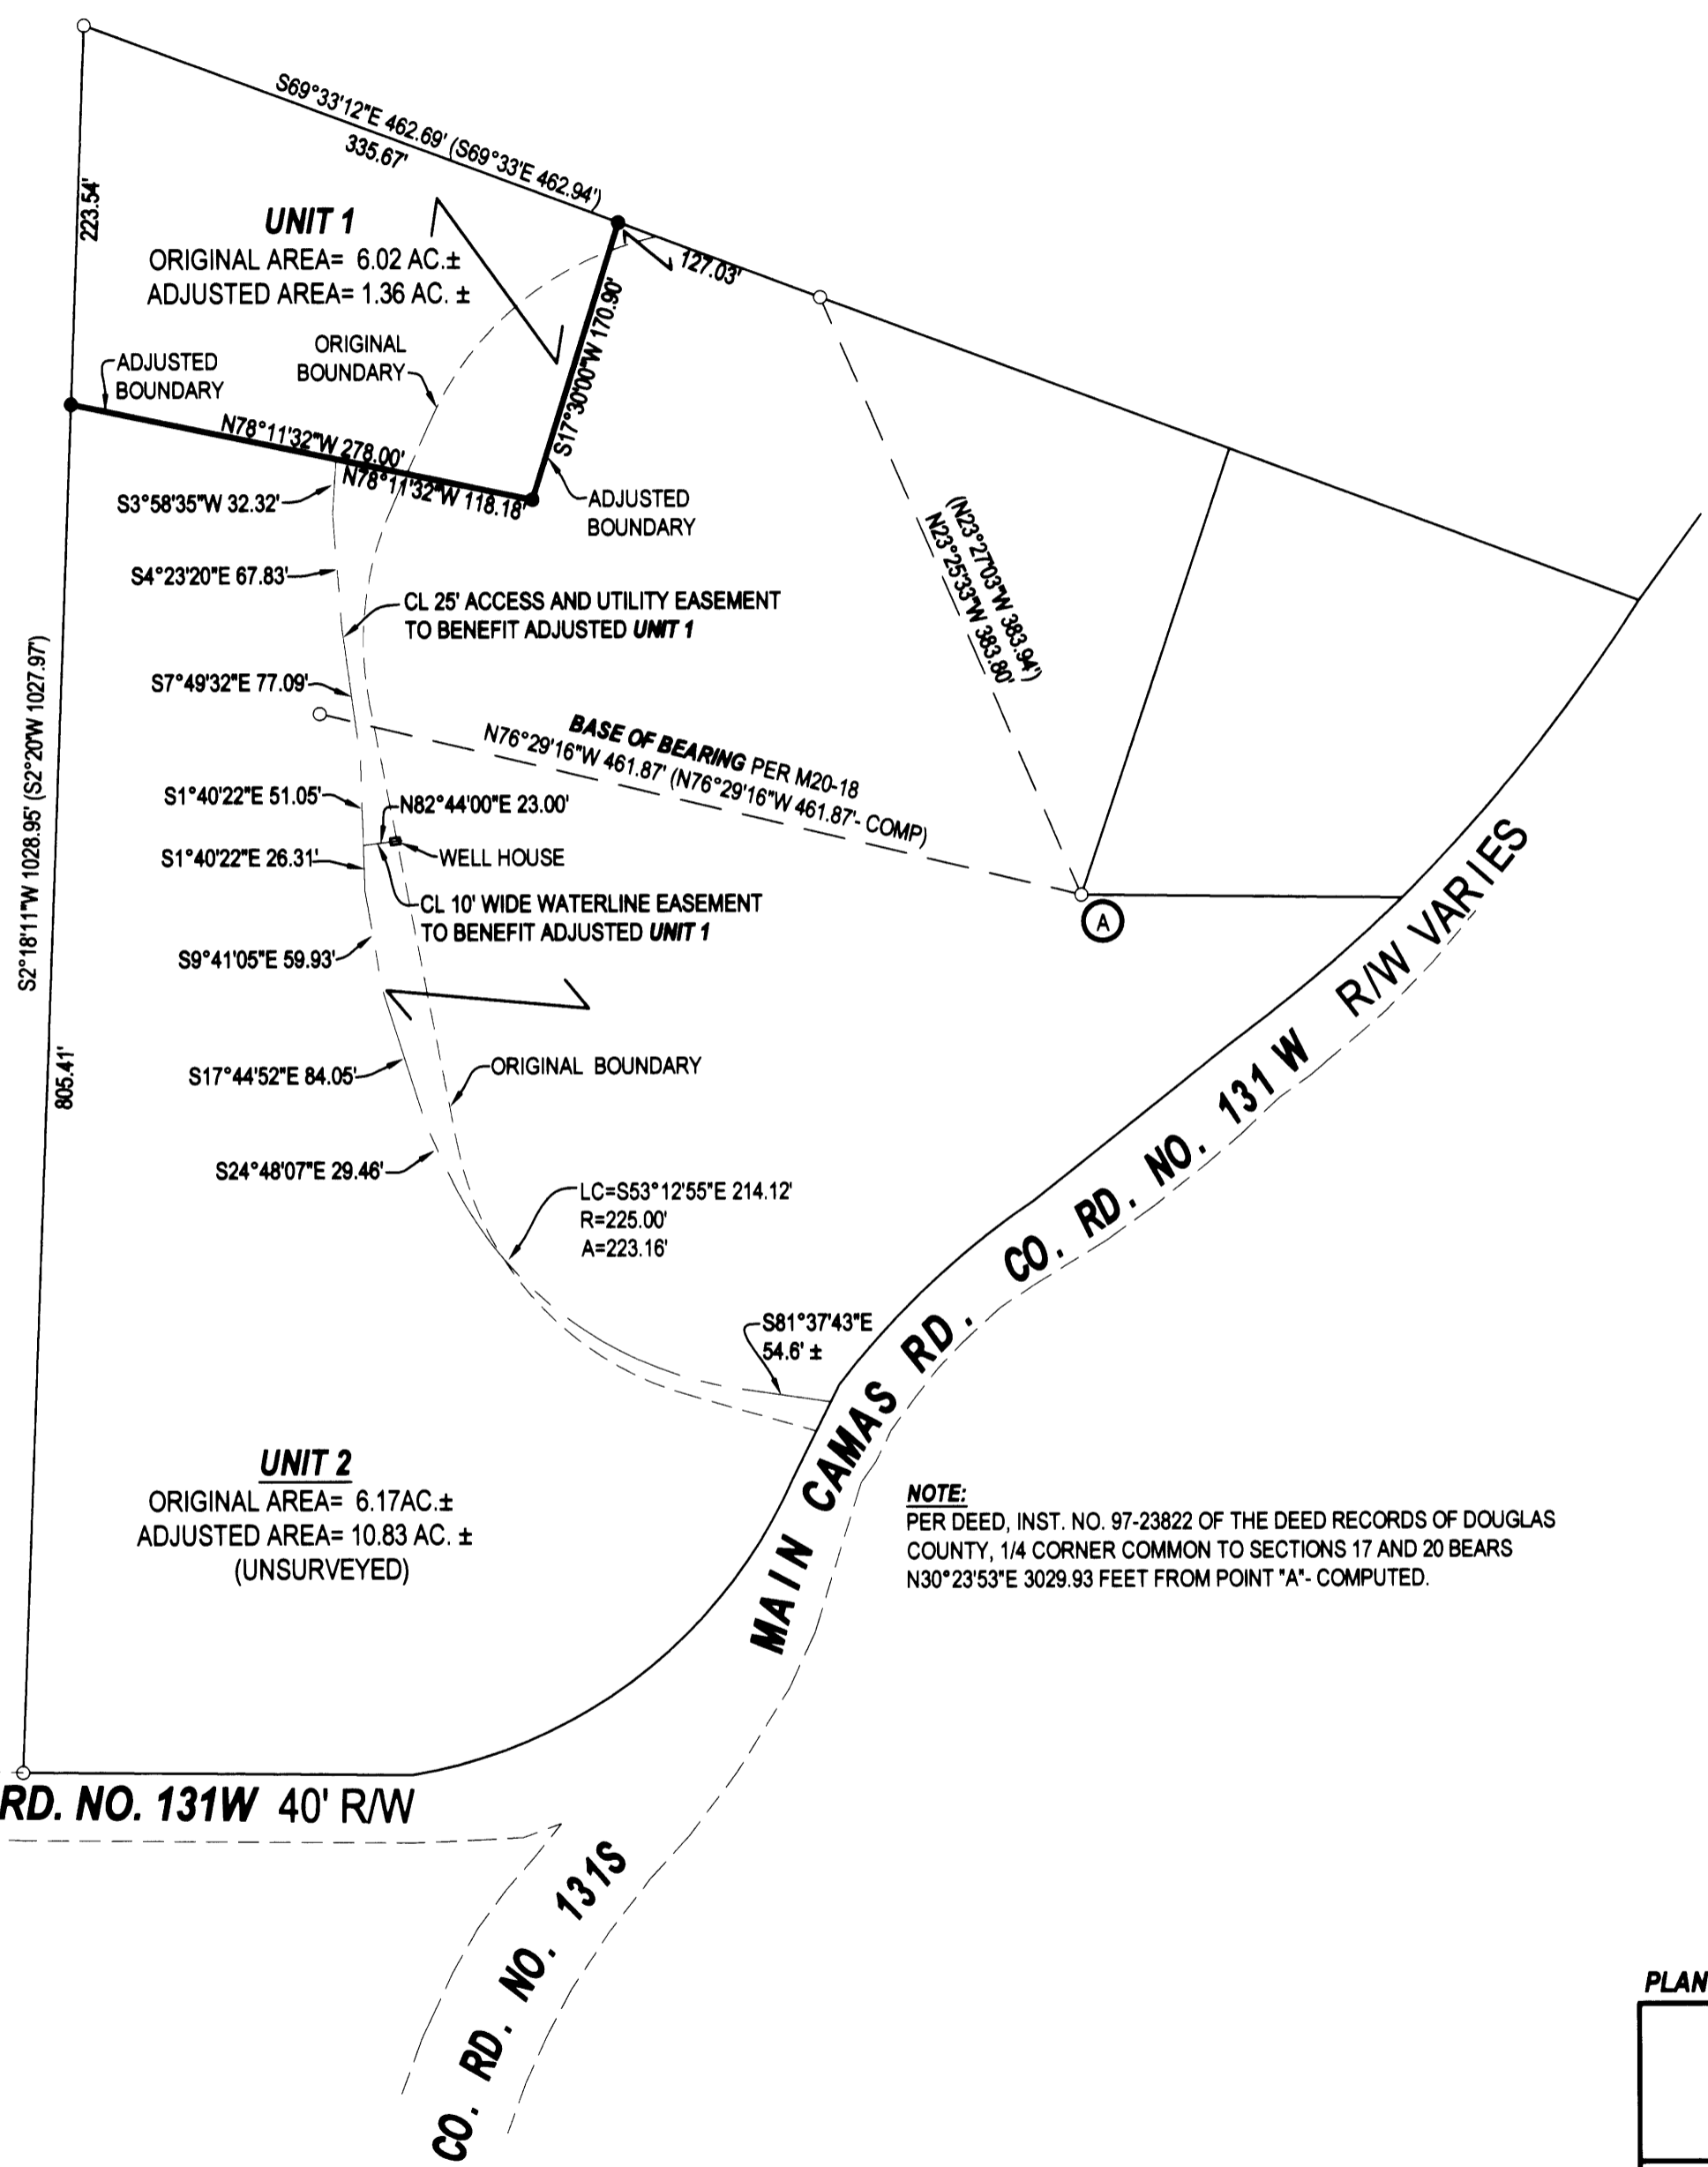 S69°33'12"E 462.69' (S69°33'E 462.94')
335.67'
223.54'
UNIT 1
ORIGINAL AREA= 6.02 AC.±
ADJUSTED AREA= 1.36 AC. ±
127.03'
S17°30'00"W 170.90'
ORIGINAL
BOUNDARY
ADJUSTED
BOUNDARY
N78°11'32"W 278.00'
N78°11'32"W 118.18'
S3°58'35"W 32.32'
ADJUSTED
BOUNDARY
(N23°27'03"W 383.94')
N23°25'33"W 383.80'
S4°23'20"E 67.83'
CL 25' ACCESS AND UTILITY EASEMENT
TO BENEFIT ADJUSTED UNIT 1
S2°18'11"W 1028.95' (S2°20'W 1027.97')
S7°49'32"E 77.09'
BASE OF BEARING PER M20-18
N76°29'16"W 461.87' (N76°29'16"W 461.87'- COMP)
S1°40'22"E 51.05'
N82°44'00"E 23.00'
S1°40'22"E 26.31'
WELL HOUSE
CL 10' WIDE WATERLINE EASEMENT
TO BENEFIT ADJUSTED UNIT 1
A
S9°41'05"E 59.93'
805.41'
S17°44'52"E 84.05'
ORIGINAL BOUNDARY
S24°48'07"E 29.46'
LC=S53°12'55"E 214.12'
R=225.00'
A=223.16'
S81°37'43"E
54.6' ±
MAIN CAMAS RD. CO. RD. NO. 131 W R/W VARIES
UNIT 2
ORIGINAL AREA= 6.17AC.±
ADJUSTED AREA= 10.83 AC. ±
(UNSURVEYED)
NOTE:
PER DEED, INST. NO. 97-23822 OF THE DEED RECORDS OF DOUGLAS
COUNTY, 1/4 CORNER COMMON TO SECTIONS 17 AND 20 BEARS
N30°23'53"E 3029.93 FEET FROM POINT "A"- COMPUTED.
RD. NO. 131W 40' R/W
CO. RD. NO. 131S
PLAN